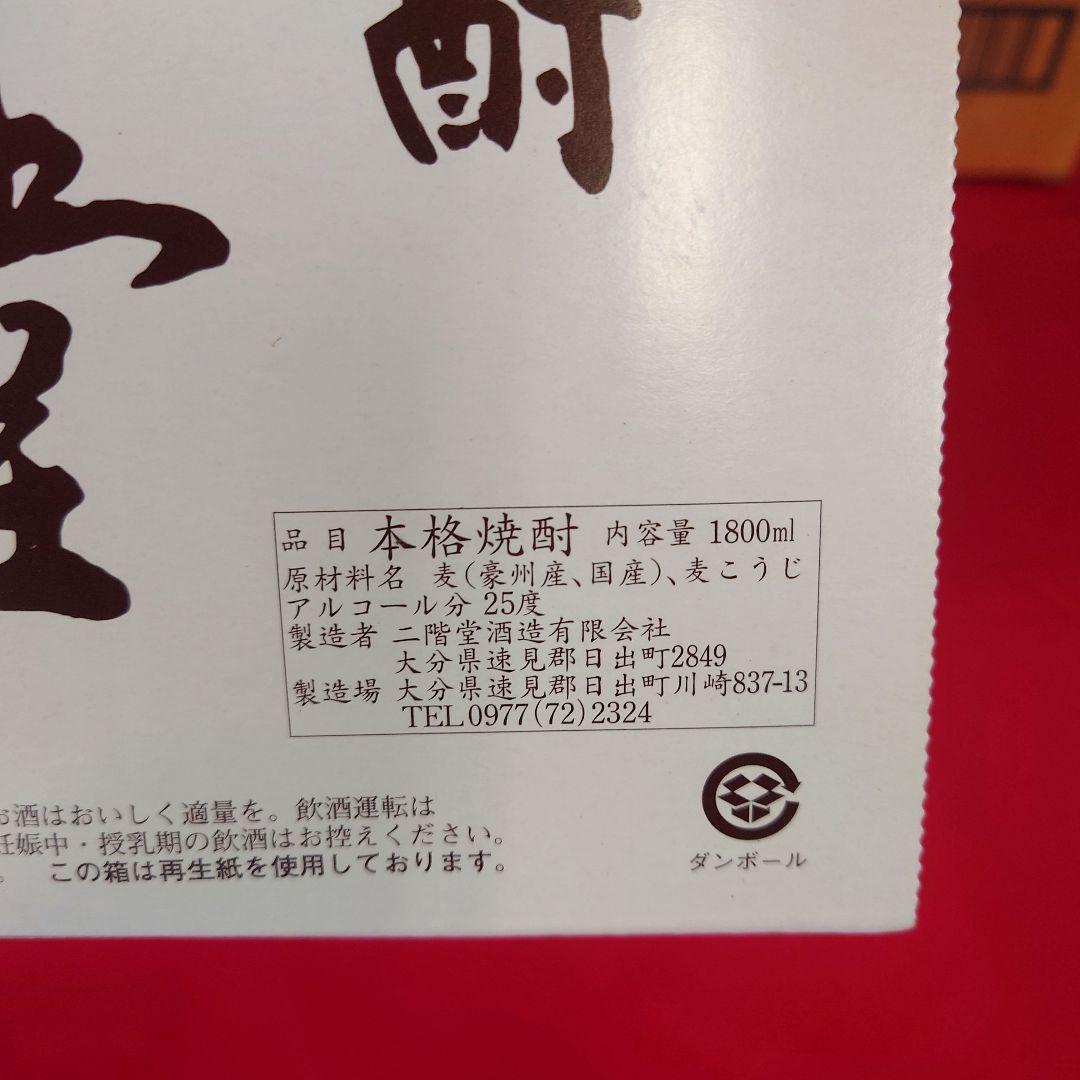 酎
堂
品目 本格焼酎 内容量 1800ml
原材料名 麦(豪州産、国産)、麦こうじ
アルコール分 25度
製造者 二階堂酒造有限会社
大分県速見郡日出町2849
製造場 大分県速見郡日出町川崎837-13
TEL0977(72)2324
お酒はおいしく適量を。飲酒運転は
妊娠中・授乳期の飲酒はお控えください。
。 この箱は再生紙を使用しております。
ダンボール